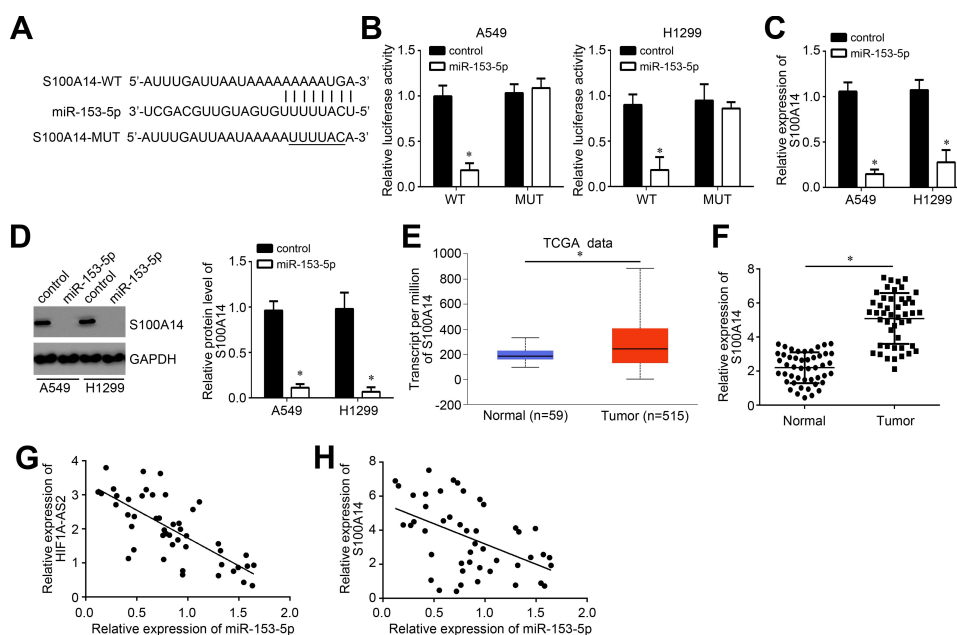 A
S100A14-WT 5'-AUUUGAUUAAUAAAAAAAAAUGA-3'
miR-153-5p 3'-UCGACGUUGUAGUGUUUUUACU-5'
S100A14-MUT 5'-AUUUGAUUAAUAAAAAUUUUACA-3'
B
A549
control
miR-153-5p
Relative luciferase activity
1.5
1.0
0.5
0.0
*
WT MUT
H1299
control
miR-153-5p
Relative luciferase activity
1.5
1.0
0.5
0.0
*
WT MUT
C
control
miR-153-5p
Relative expression of
S100A14
1.5
1.0
0.5
0.0
* *
A549 H1299
D
control miR-153-5p control miR-153-5p
S100A14
GAPDH
A549 H1299
control
miR-153-5p
Relative protein level of
S100A14
1.5
1.0
0.5
0.0
* *
A549 H1299
E
TCGA data
*
Transcript per million
of S100A14
1000
800
600
400
200
0
-200
Normal (n=59) Tumor (n=515)
F
*
Relative expression of
S100A14
8
6
4
2
0
Normal Tumor
G
Relative expression of
HIF1A-AS2
4
3
2
1
0
0.0 0.5 1.0 1.5 2.0
Relative expression of miR-153-5p
H
Relative expression of
S100A14
8
6
4
2
0
0.0 0.5 1.0 1.5 2.0
Relative expression of miR-153-5p